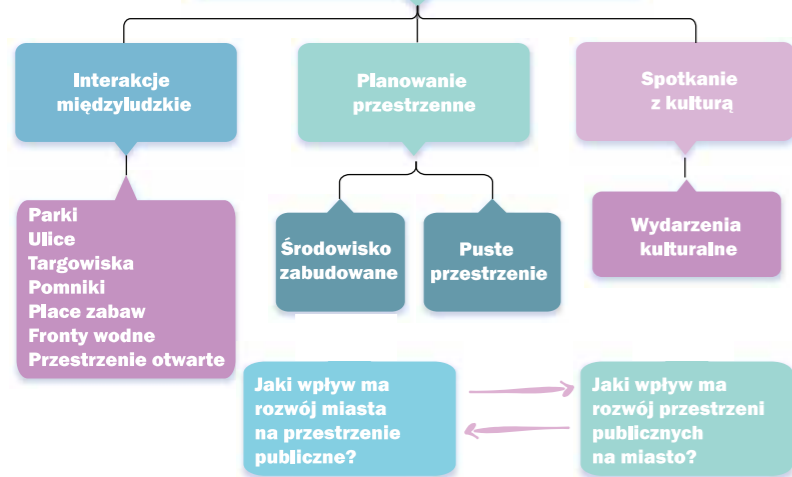 Interakcje
międzyludzkie
Planowanie
przestrzenne
Spotkanie
z kulturą
Parki
Ulice
Targowiska
Pomniki
Place zabaw
Fronty wodne
Przestrzenie otwarte
Środowisko
zabudowane
Puste
przestrzenie
Wydarzenia
kulturalne
Jaki wpływ ma
rozwój miasta
na przestrzenie
publiczne?
Jaki wpływ ma
rozwój przestrzeni
publicznych
na miasto?